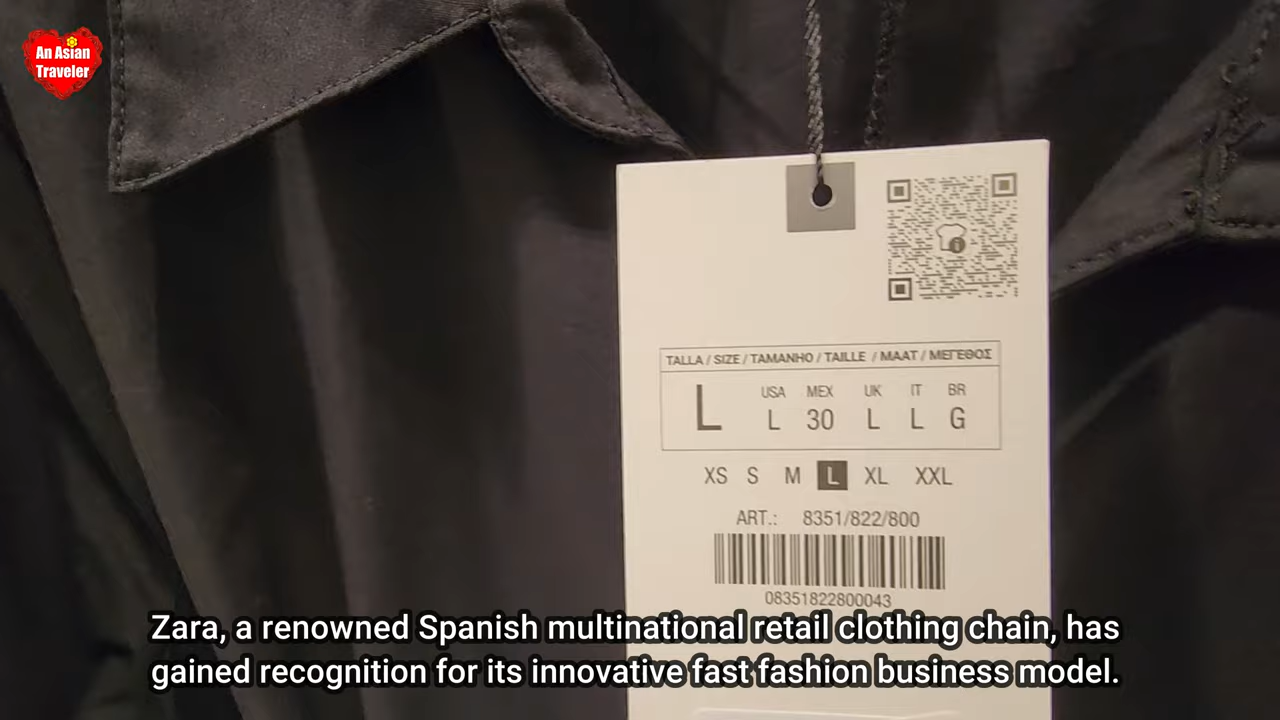 An Asian
Traveler
TALLA / SIZE / TAMANHO / TAILLE / MAAT / ΜΕΓΕΘΟΣ
USA MEX UK IT BR
L L 30 L L G
XS S M L XL XXL
ART.: 8351/822/800
08351822800043
Zara, a renowned Spanish multinational retail clothing chain, has
gained recognition for its innovative fast fashion business model.